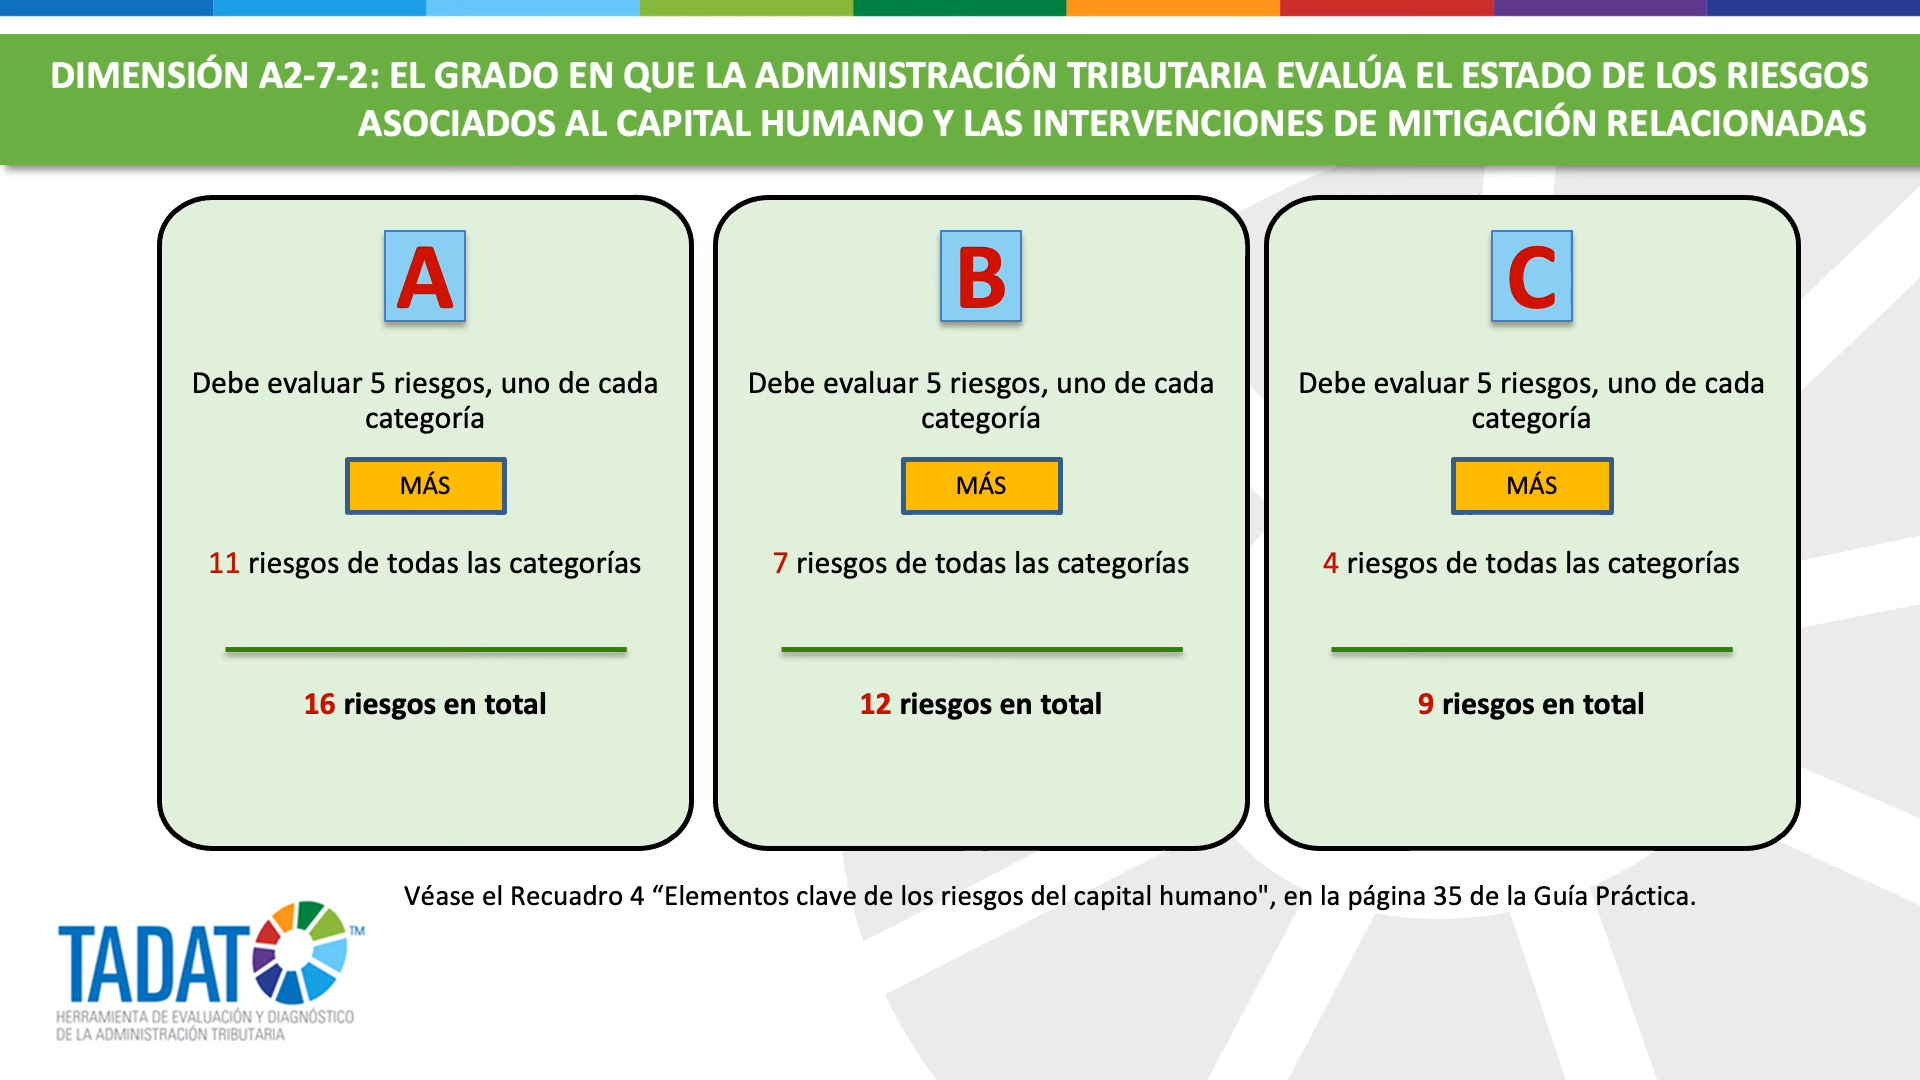 DIMENSIÓN A2-7-2: EL GRADO EN QUE LA ADMINISTRACIÓN TRIBUTARIA EVALÚA EL ESTADO DE LOS RIESGOS
ASOCIADOS AL CAPITAL HUMANO Y LAS INTERVENCIONES DE MITIGACIÓN RELACIONADAS
A
Debe evaluar 5 riesgos, uno de cada
categoría
MÁS
11 riesgos de todas las categorías
16 riesgos en total
B
Debe evaluar 5 riesgos, uno de cada
categoría
MÁS
7 riesgos de todas las categorías
12 riesgos en total
C
Debe evaluar 5 riesgos, uno de cada
categoría
MÁS
4 riesgos de todas las categorías
9 riesgos en total
Véase el Recuadro 4 “Elementos clave de los riesgos del capital humano", en la página 35 de la Guía Práctica.
TADAT™
HERRAMIENTA DE EVALUACIÓN Y DIAGNÓSTICO
DE LA ADMINISTRACIÓN TRIBUTARIA